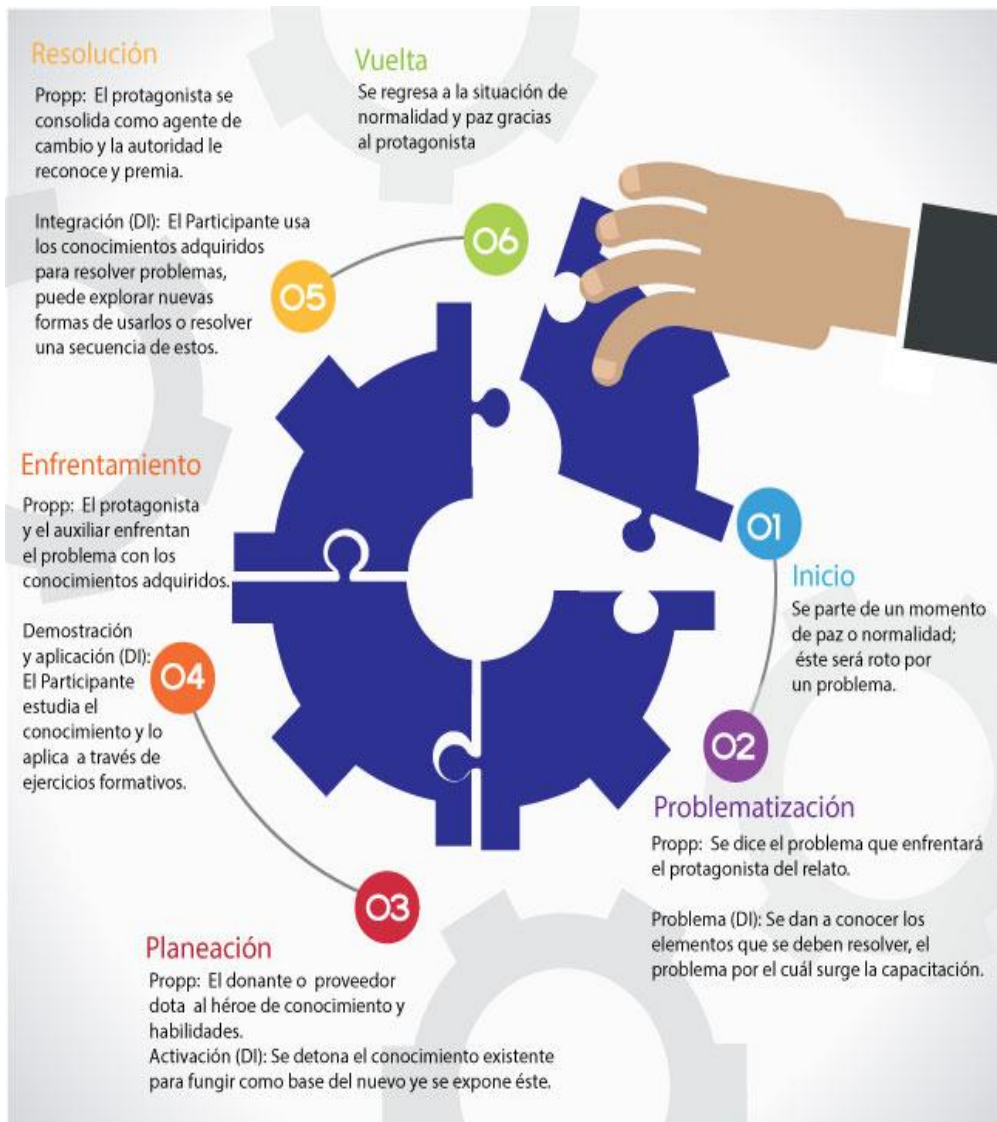 Resolución
Propp: El protagonista se
consolida como agente de
cambio y la autoridad le
reconoce y premia.
Integración (DI): El Participante usa
los conocimientos adquiridos
para resolver problemas,
puede explorar nuevas
formas de usarlos o resolver
una secuencia de estos.
05
Vuelta
Se regresa a la situación de
normalidad y paz gracias
al protagonista
06
01
Inicio
Se parte de un momento
de paz o normalidad;
éste será roto por
un problema.
02
Problematización
Propp: Se dice el problema que enfrentará
el protagonista del relato.
Problema (DI): Se dan a conocer los
elementos que se deben resolver, el
problema por el cuál surge la capacitación.
Enfrentamiento
Propp: El protagonista
y el auxiliar enfrentan
el problema con los
conocimientos adquiridos.
Demostración
y aplicación (DI):
El Participante
estudia el
conocimiento y lo
aplica a través de
ejercicios formativos.
04
03
Planeación
Propp: El donante o proveedor
dota al héroe de conocimiento y
habilidades.
Activación (DI): Se detona el conocimiento existente
para fungir como base del nuevo ye se expone éste.